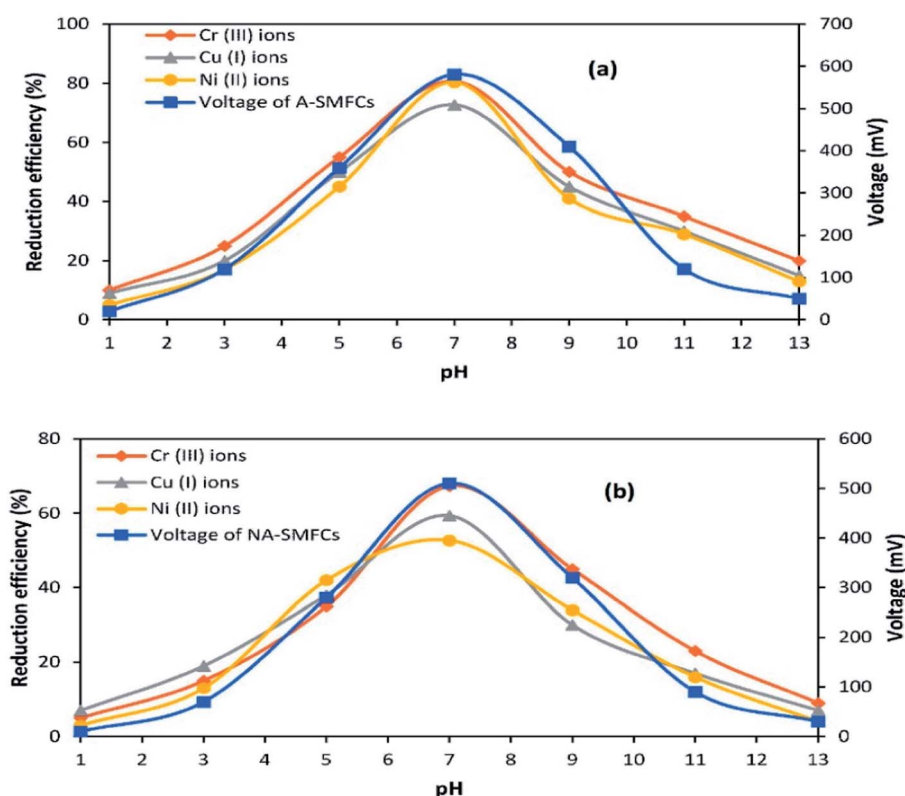 (a)
Cr (III) ions
Cu (I) ions
Ni (II) ions
Voltage of A-SMFCs
Reduction efficiency (%)
100
80
60
40
20
0
Voltage (mV)
700
600
500
400
300
200
100
0
1 2 3 4 5 6 7 8 9 10 11 12 13
pH
(b)
Cr (III) ions
Cu (I) ions
Ni (II) ions
Voltage of NA-SMFCs
Reduction efficiency (%)
80
60
40
20
0
Voltage (mV)
600
500
400
300
200
100
0
1 2 3 4 5 6 7 8 9 10 11 12 13
pH